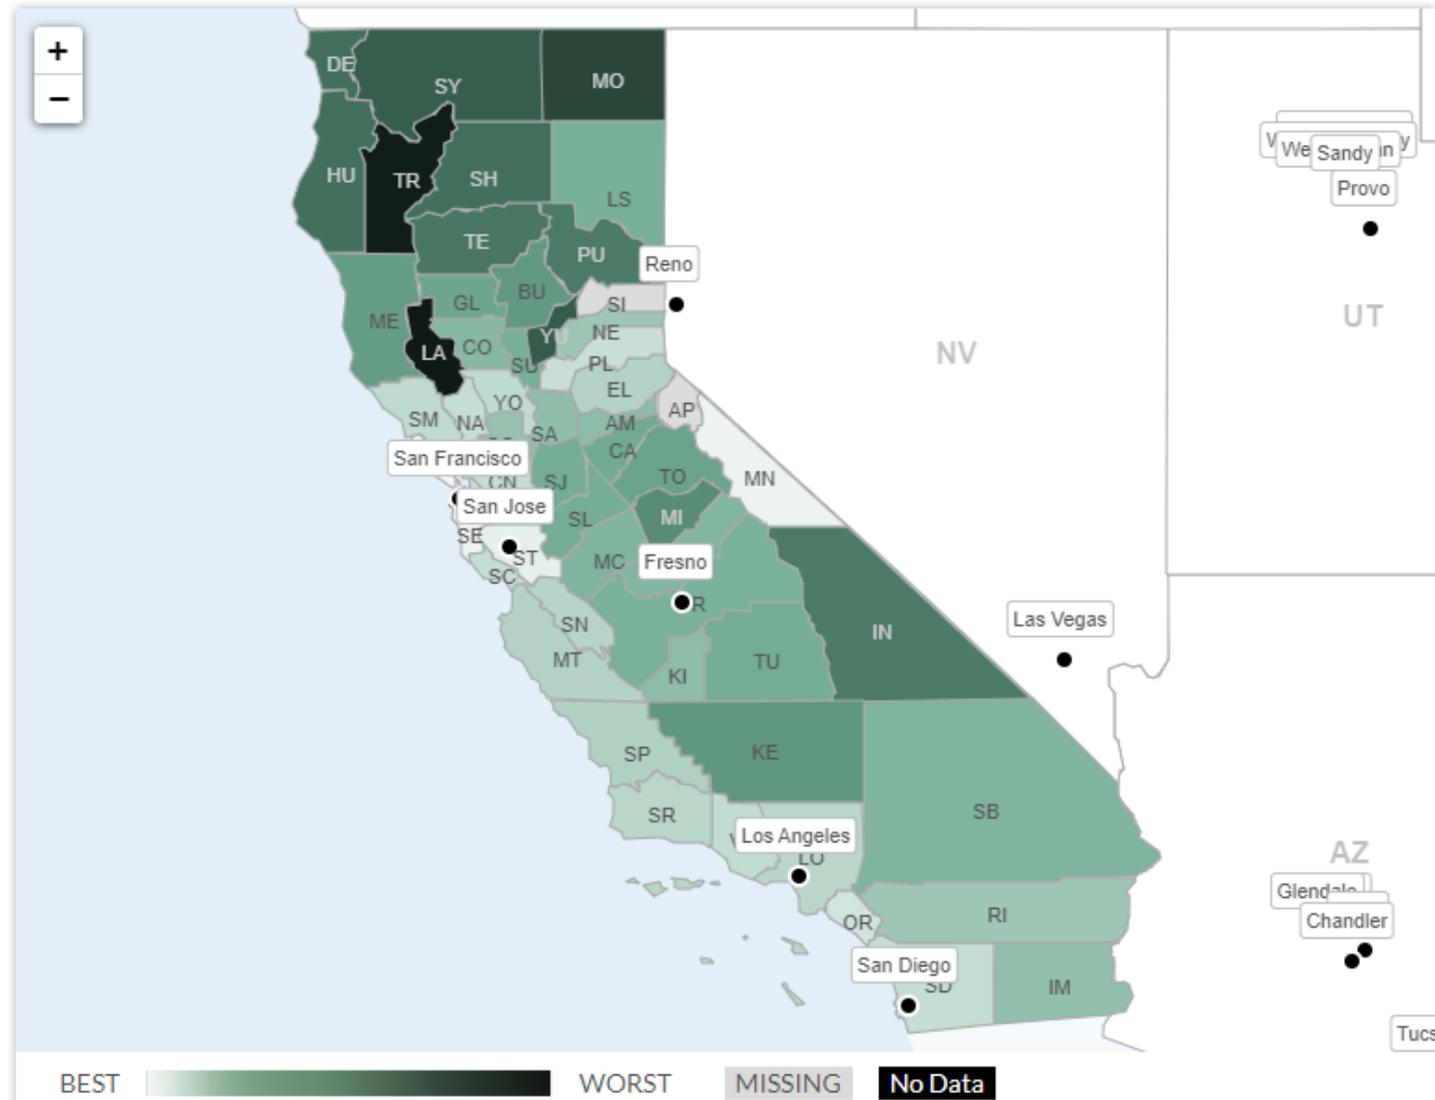 +
−
DE
SY
MO
HU
TR
SH
LS
TE
PU
Reno
BU
GL
SI
ME
YU
NE
LA
CO
SU
PL
EL
YO
AP
SM
NA
SA
AM
San Francisco
CA
CN
SJ
TO
MN
San Jose
SL
MI
SE
ST
MC
Fresno
SC
R
SN
IN
MT
KI
TU
SP
KE
SR
SB
Los Angeles
LO
OR
RI
San Diego
SD
IM
NV
UT
We
Sandy
Provo
Las Vegas
AZ
Glendale
Chandler
Tucs
BEST
WORST
MISSING
No Data